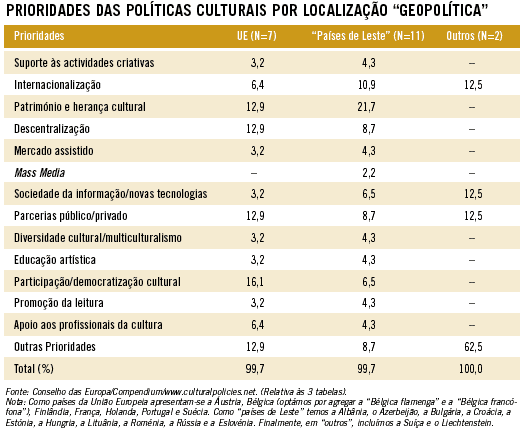 PRIORIDADES DAS POLÍTICAS CULTURAIS POR LOCALIZAÇÃO “GEOPOLÍTICA”
Prioridades UE (N=7) “Países de Leste” (N=11) Outros (N=2)
Suporte às actividades criativas 3,2 4,3 –
Internacionalização 6,4 10,9 12,5
Património e herança cultural 12,9 21,7 –
Descentralização 12,9 8,7 –
Mercado assistido 3,2 4,3 –
Mass Media – 2,2 –
Sociedade da informação/novas tecnologias 3,2 6,5 12,5
Parcerias público/privado 12,9 8,7 12,5
Diversidade cultural/multiculturalismo 3,2 4,3 –
Educação artística 3,2 4,3 –
Participação/democratização cultural 16,1 6,5 –
Promoção da leitura 3,2 4,3 –
Apoio aos profissionais da cultura 6,4 4,3 –
Outras Prioridades 12,9 8,7 62,5
Total (%) 99,7 99,7 100,0
Fonte: Conselho das Europa/Compendium/www.culturalpolicies.net. (Relativa às 3 tabelas).
Nota: Como países da União Europeia apresentam-se a Áustria, Bélgica (optámos por agregar a “Bélgica flamenga” e a “Bélgica francó-
fona”), Finlândia, França, Holanda, Portugal e Suécia. Como “países de Leste” temos a Albânia, o Azerbeijão, a Bulgária, a Croácia, a
Estónia, a Hungria, a Lituânia, a Roménia, a Rússia e a Eslovénia. Finalmente, em “outros”, incluímos a Suíça e o Liechtenstein.